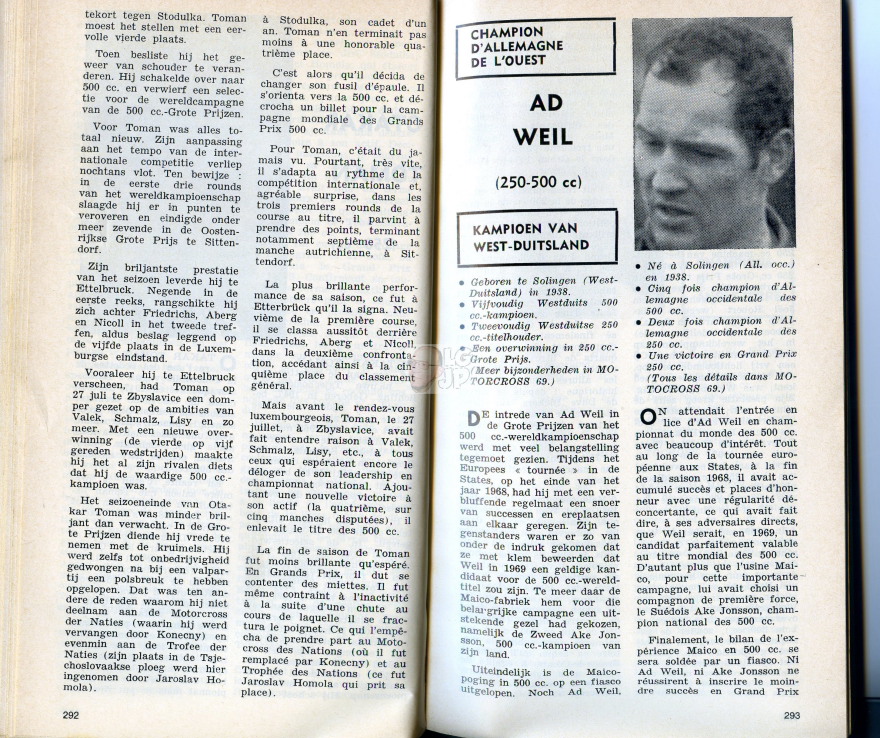 tekort tegen Stodulka. Toman
moest het stellen met een eer-
volle vierde plaats.
Toen besliste hij het ge-
weer van schouder te veran-
deren. Hij schakelde over naar
500 cc. en verwierf een selec-
tie voor de wereldcampagne
van de 500 cc.-Grote Prijzen.
Voor Toman was alles to-
taal nieuw. Zijn aanpassing
aan het tempo van de inter-
nationale competitie verliep
nochtans vlot. Ten bewijze :
in de eerste drie rounds
van het wereldkampioenschap
slaagde hij er in punten te
veroveren en eindigde onder
meer zevende in de Oosten-
rijkse Grote Prijs te Sitten-
dorf.
Zijn briljantste prestatie
van het seizoen leverde hij te
Ettelbruck. Negende in de
eerste reeks, rangschikte hij
zich achter Friedrichs, Aberg
en Nicoll in het tweede tref-
fen, aldus beslag leggend op
de vijfde plaats in de Luxem-
burgse eindstand.
Vooraleer hij te Ettelbruck
verscheen, had Toman op
27 juli te Zbyslavice een dom-
per gezet op de ambities van
Valek, Schmalz, Lisy en zo
meer. Met een nieuwe over-
winning (de vierde op vijf
gereden wedstrijden) maakte
hij het al zijn rivalen diets
dat hij de waardige 500 cc.-
kampioen was.
Het seizoeneinde van Ota-
kar Toman was minder bril-
jant dan verwacht. In de Gro-
te Prijzen diende hij vrede te
nemen met de kruimels. Hij
werd zelfs tot onbedrijvigheid
gedwongen na bij een valpar-
tij een polsbreuk te hebben
opgelopen. Dat was ten an-
dere de reden waarom hij niet
deelnam aan de Motorcross
der Naties (waarin hij werd
vervangen door Konecny) en
evenmin aan de Trofee der
Naties (zijn plaats in de Tsje-
choslovaakse ploeg werd hier
ingenomen door Jaroslav Ho-
mola).
292
à Stodulka, son cadet d'un
an. Toman n'en terminait pas
moins à une honorable qua-
trième place.
C'est alors qu'il décida de
changer son fusil d'épaule. Il
s'orienta vers la 500 cc. et dé-
crocha un billet pour la cam-
pagne mondiale des Grands
Prix 500 cc.
Pour Toman, c'était du ja-
mais vu. Pourtant, très vite,
il s'adapta au rythme de la
compétition internationale et,
agréable surprise, dans les
trois premiers rounds de la
course au titre, il parvint à
prendre des points, terminant
notamment septième de la
manche autrichienne, à Sit-
tendorf.
La plus brillante perfor-
mance de sa saison, ce fut à
Etterbrück qu'il la signa. Neu-
vième de la première course,
il se classa aussitôt derrière
Friedrichs, Aberg et Nicoll,
dans la deuxième confronta-
tion, accédant ainsi à la cin-
quième place du classement
général.
Mais avant le rendez-vous
luxembourgeois, Toman, le 27
juillet, à Zbyslavice, avait
fait entendre raison à Valek,
Schmalz, Lisy, etc., à tous
ceux qui espéraient encore le
déloger de son leadership en
championnat national. Ajou-
tant une nouvelle victoire à
son actif (la quatrième, sur
cinq manches disputées), il
enlevait le titre des 500 cc.
La fin de saison de Toman
fut moins brillante qu'espéré.
En Grands Prix, il dut se
contenter des miettes. Il fut
même contraint à l'inactivité
à la suite d'une chute au
cours de laquelle il se frac-
tura le poignet. Ce qui l'empê-
cha de prendre part au Moto-
cross des Nations (où il fut
remplacé par Konecny) et au
Trophée des Nations (ce fut
Jaroslav Homola qui prit sa
place).
CHAMPION
D'ALLEMAGNE
DE L'OUEST
AD
WEIL
(250-500 cc)
KAMPIOEN VAN
WEST-DUITSLAND
• Geboren te Solingen (West-
Duitsland) in 1938.
• Vijfvoudig Westduits 500
cc.-kampioen.
• Tweevoudig Westduitse 250
cc.-titelhouder.
• Een overwinning in 250 cc.-
Grote Prijs.
(Meer bijzonderheden in MO-
TORCROSS 69.)
DE intrede van Ad Weil in
de Grote Prijzen van het
500 cc.-wereldkampioenschap
werd met veel belangstelling
tegemoet gezien. Tijdens het
Europees « tournée » in de
States, op het einde van het
jaar 1968, had hij met een ver-
bluffende regelmaat een snoer
van successen en ereplaatsen
aan elkaar geregen. Zijn te-
genstanders waren er zo van
onder de indruk gekomen dat
ze met klem beweerden dat
Weil in 1969 een geldige kan-
didaat voor de 500 cc.-wereld-
titel zou zijn. Te meer daar de
Maico-fabriek hem voor die
belangrijke campagne een uit-
stekende gezel had gekozen,
namelijk de Zweed Ake Jon-
sson, 500 cc.-kampioen van
zijn land.
Uiteindelijk is de Maico-
poging in 500 cc. op een fiasco
uitgelopen. Noch Ad Weil,
• Né à Solingen (All. occ.)
en 1938.
• Cinq fois champion d'Al-
lemagne occidentale des
500 cc.
• Deux fois champion d'Al-
lemagne occidentale des
250 cc.
• Une victoire en Grand Prix
250 cc.
(Tous les détails dans MO-
TOCROSS 69.)
ON attendait l'entrée en
lice d'Ad Weil en cham-
pionnat du monde des 500 cc.
avec beaucoup d'intérêt. Tout
au long de la tournée euro-
péenne aux States, à la fin
de la saison 1968, il avait ac-
cumulé succès et places d'hon-
neur avec une régularité dé-
concertante, ce qui avait fait
dire, à ses adversaires directs,
que Weil serait, en 1969, un
candidat parfaitement valable
au titre mondial des 500 cc.
D'autant plus que l'usine Mai-
co, pour cette importante
campagne, lui avait choisi un
compagnon de première force,
le Suédois Ake Jonsson, cham-
pion national des 500 cc.
Finalement, le bilan de l'ex-
périence Maico en 500 cc. se
sera soldée par un fiasco. Ni
Ad Weil, ni Ake Jonsson ne
réussirent à inscrire le moin-
dre succès en Grand Prix
293